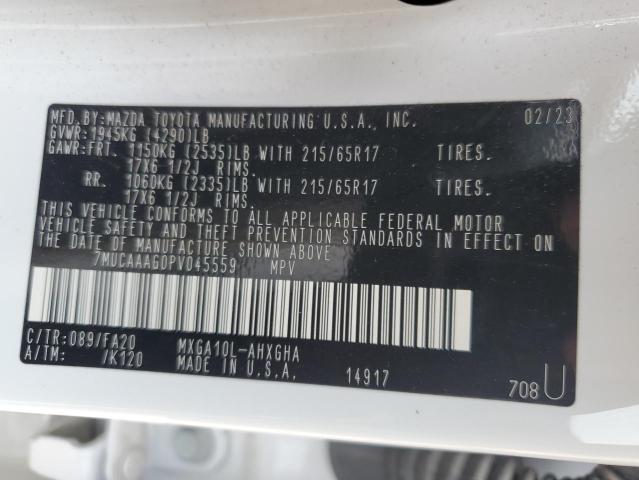 MFD.BY:MAZDA TOYOTA MANUFACTURING U.S.A., INC. 02/23
GVWR:1945KG (4290)LB
GAWR:FRT. 1150KG (2535)LB WITH 215/65R17 TIRES.
17X6 1/2J RIMS.
RR. 1060KG (2335)LB WITH 215/65R17 TIRES.
17X6 1/2J RIMS.
THIS VEHICLE CONFORMS TO ALL APPLICABLE FEDERAL MOTOR
VEHICLE SAFETY AND THEFT PREVENTION STANDARDS IN EFFECT ON
THE DATE OF MANUFACTURE SHOWN ABOVE.
7MUCAAAG0PV045559 MPV
C/TR:089/FA20 MXGA10L-AHXGHA
A/TM: /K120 MADE IN U.S.A. 14917
708U